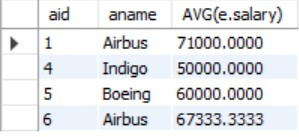 aid aname AVG(e.salary)
1 Airbus 71000.0000
4 Indigo 50000.0000
5 Boeing 60000.0000
6 Airbus 67333.3333